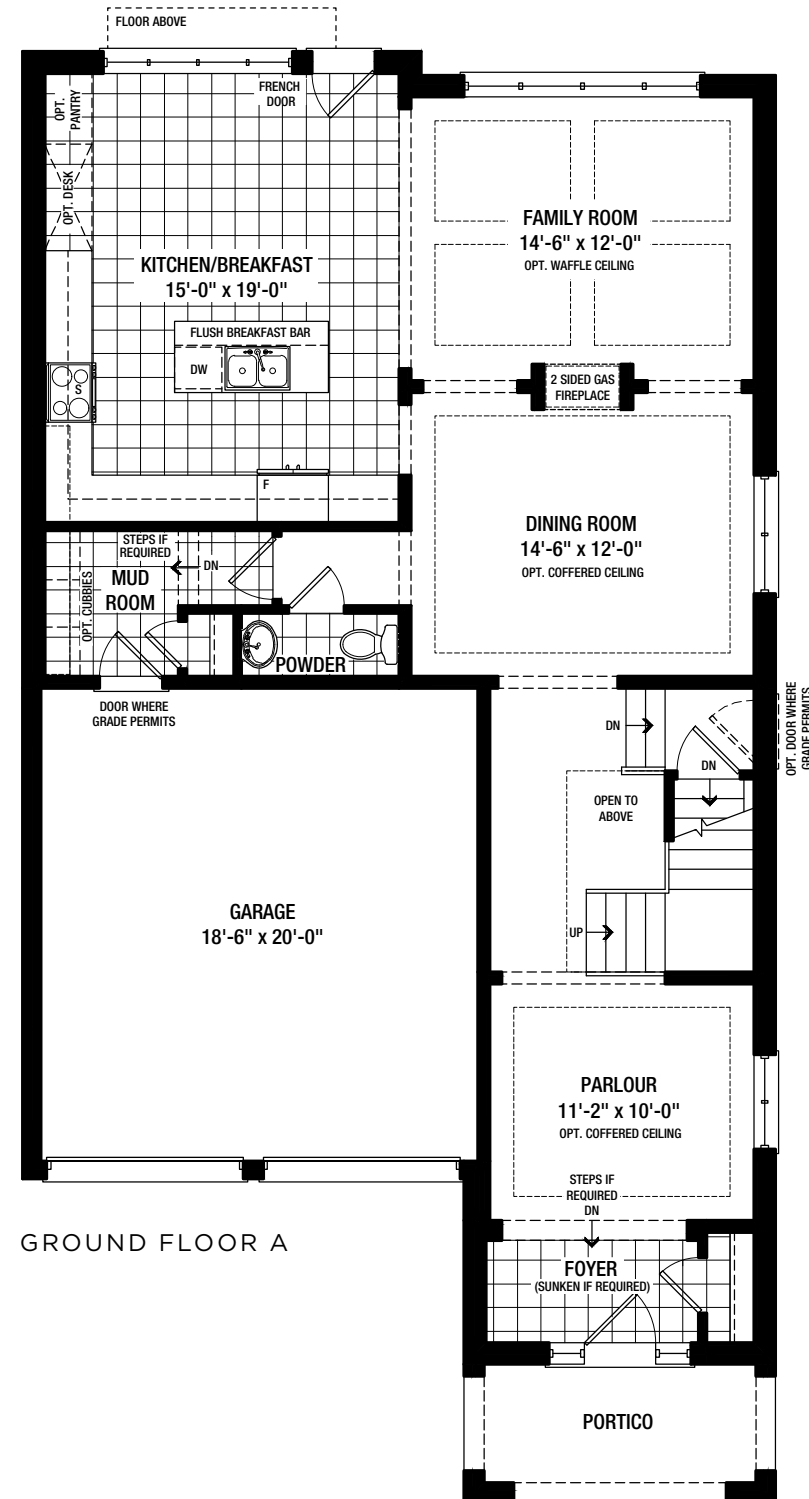 FLOOR ABOVE
FRENCH
DOOR
OPT.
PANTRY
OPT. DESK
KITCHEN/BREAKFAST
15'-0" x 19'-0"
FLUSH BREAKFAST BAR
DW
S
F
FAMILY ROOM
14'-6" x 12'-0"
OPT. WAFFLE CEILING
2 SIDED GAS
FIREPLACE
DINING ROOM
14'-6" x 12'-0"
OPT. COFFERED CEILING
STEPS IF
REQUIRED
DN
MUD
ROOM
OPT. CUBBIES
POWDER
DOOR WHERE
GRADE PERMITS
DN
DN
OPT. DOOR WHERE
GRADE PERMITS
OPEN TO
ABOVE
UP
GARAGE
18'-6" x 20'-0"
PARLOUR
11'-2" x 10'-0"
OPT. COFFERED CEILING
STEPS IF
REQUIRED
DN
GROUND FLOOR A
FOYER
(SUNKEN IF REQUIRED)
PORTICO